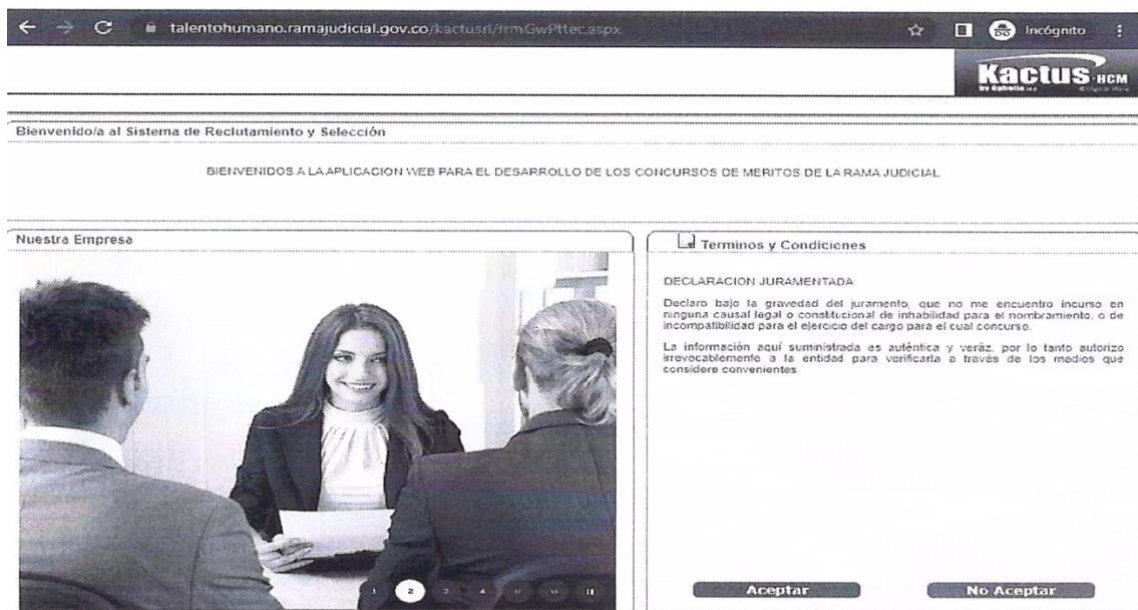 talentohumano.ramajudicial.gov.co/kactusrl/frmGwPttec.aspx
Incógnito
Kactus-HCM
Bienvenido/a al Sistema de Reclutamiento y Selección
BIENVENIDOS A LA APLICACION WEB PARA EL DESARROLLO DE LOS CONCURSOS DE MERITOS DE LA RAMA JUDICIAL
Nuestra Empresa
Terminos y Condiciones
DECLARACION JURAMENTADA
Declaro bajo la gravedad del juramento, que no me encuentro incurso en
ninguna causal legal o constitucional de inhabilidad para el nombramiento, o de
incompatibilidad para el ejercicio del cargo para el cual concurso.
La información aquí suministrada es auténtica y veráz, por lo tanto autorizo
irrevocablemente a la entidad para verificarla a través de los medios que
considere convenientes
1 2 3 4
Aceptar
No Aceptar